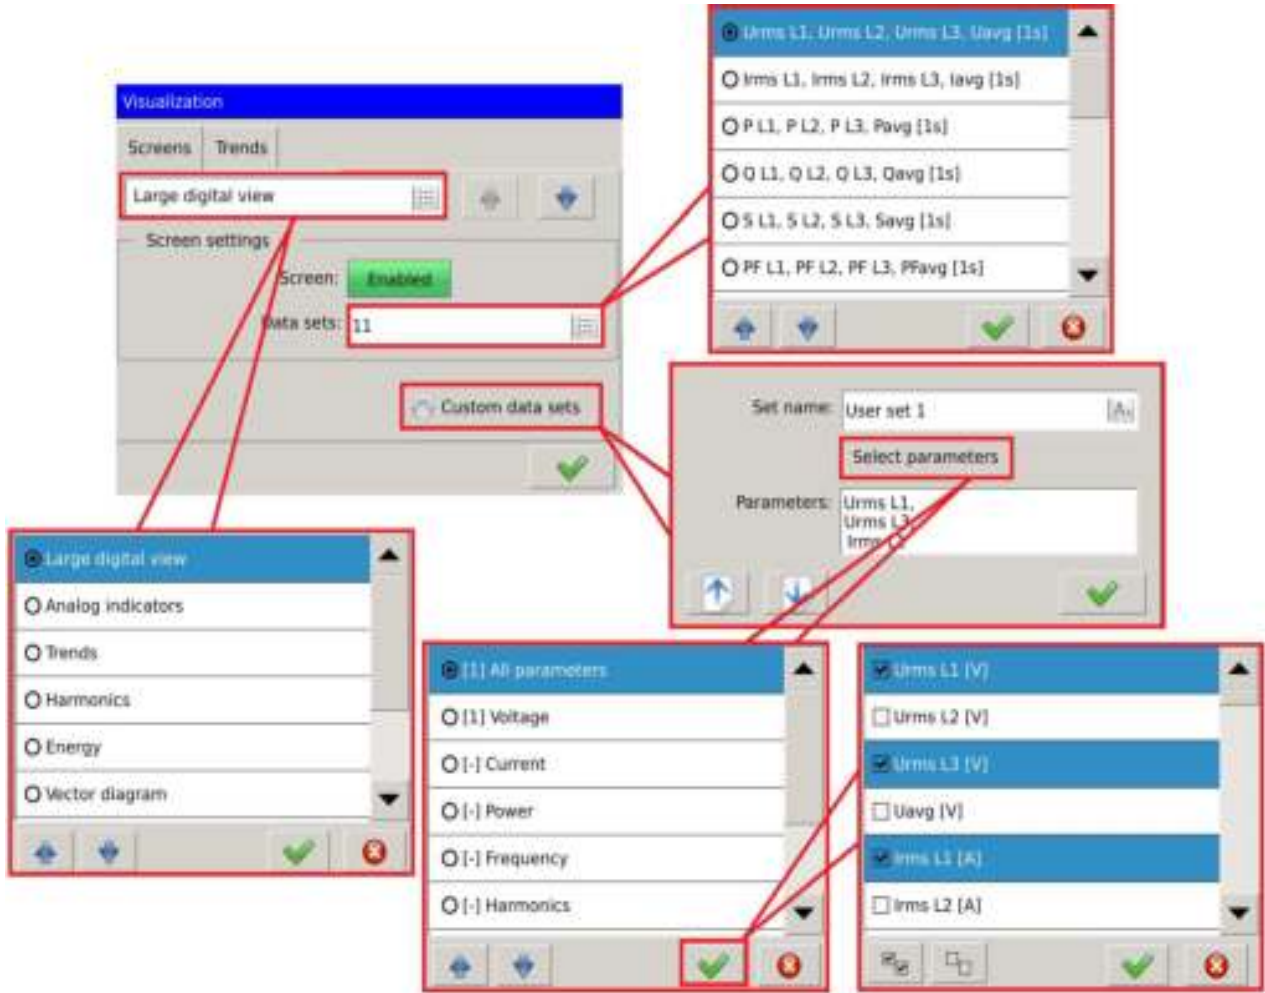 Visualization
Screens Trends
Large digital view
Screen settings
Screen: Enabled
Data sets: 11
Custom data sets
Urms L1, Urms L2, Urms L3, Uavg [1s]
Irms L1, Irms L2, Irms L3, Iavg [1s]
P L1, P L2, P L3, Pavg [1s]
Q L1, Q L2, Q L3, Qavg [1s]
S L1, S L2, S L3, Savg [1s]
PF L1, PF L2, PF L3, PFavg [1s]
Set name: User set 1
Select parameters
Parameters: Urms L1,
Urms L3,
Irms
Large digital view
Analog indicators
Trends
Harmonics
Energy
Vector diagram
[1] All parameters
[1] Voltage
[-] Current
[-] Power
[-] Frequency
[-] Harmonics
Urms L1 [V]
Urms L2 [V]
Urms L3 [V]
Uavg [V]
Irms L1 [A]
Irms L2 [A]